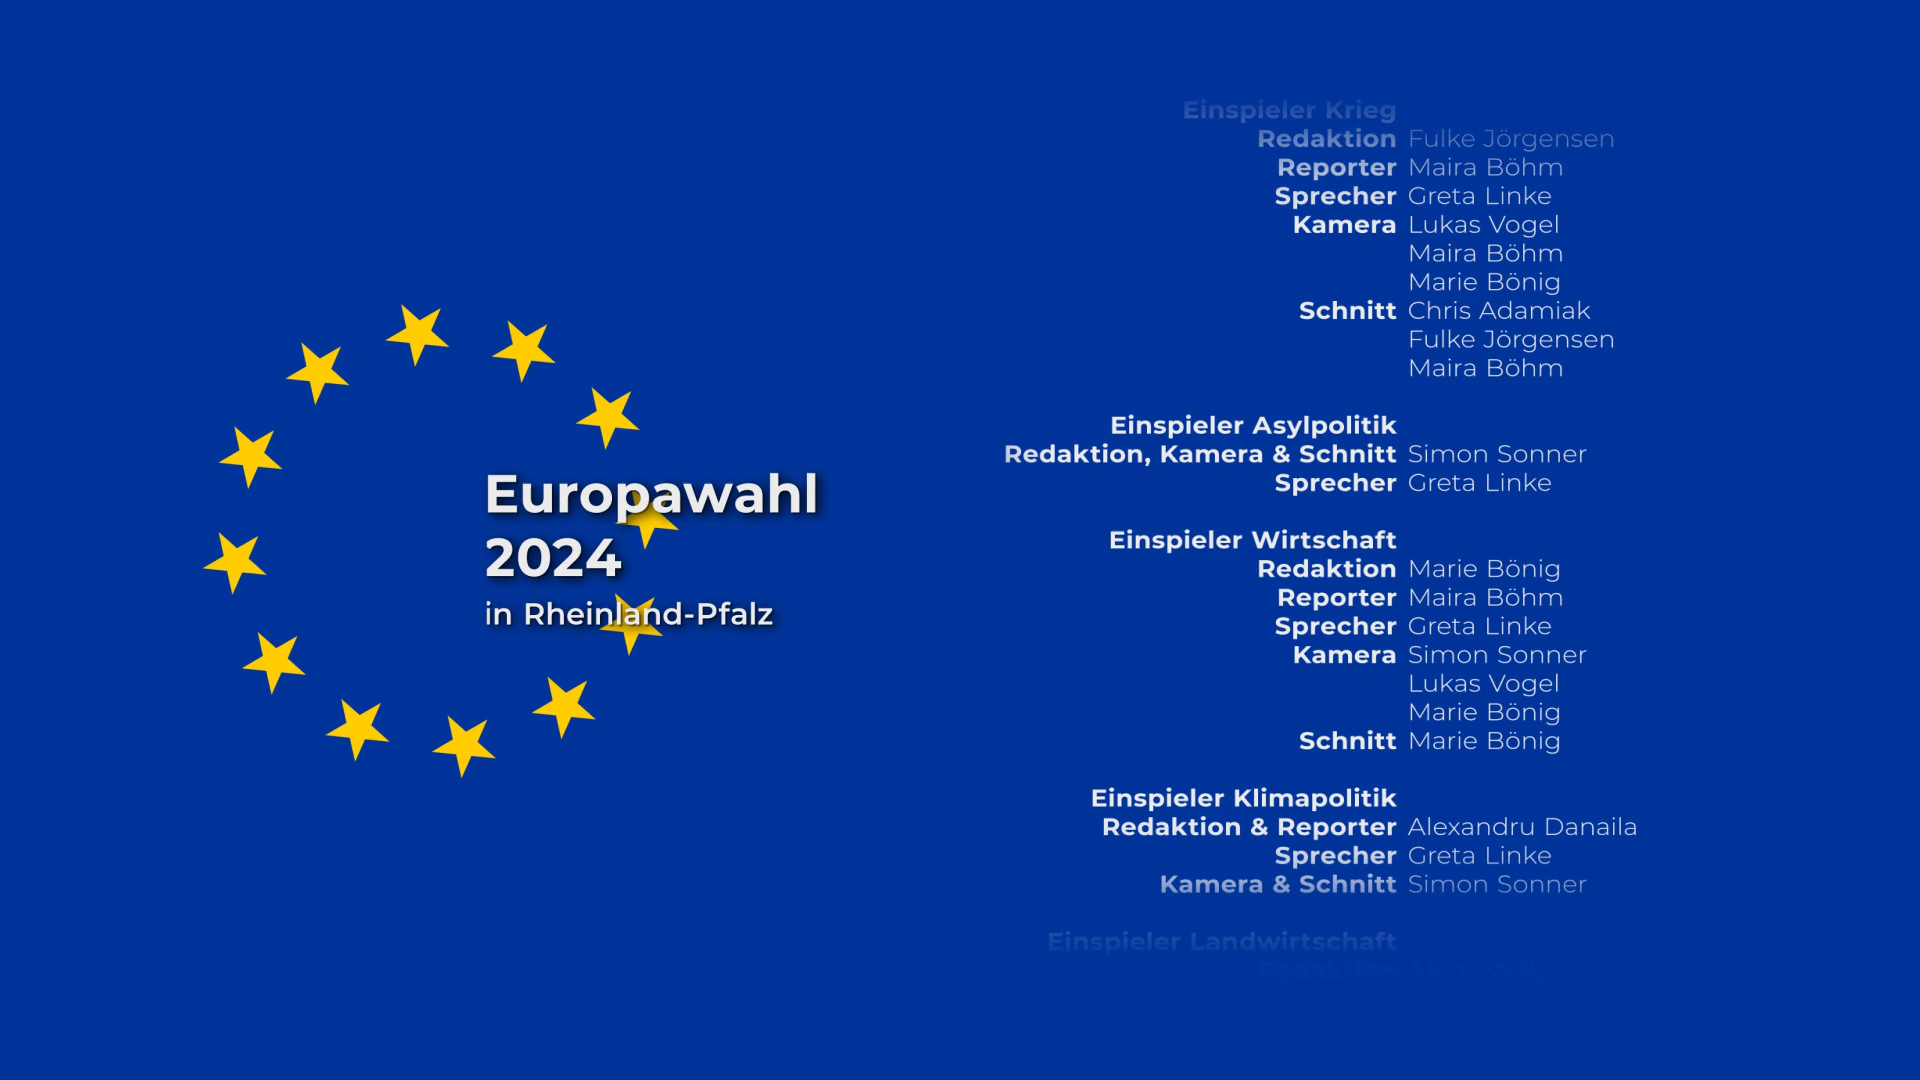 Europawahl
2024
in Rheinland-Pfalz
Einspieler Krieg
Redaktion Fulke Jörgensen
Reporter Maira Böhm
Sprecher Greta Linke
Kamera Lukas Vogel
Maira Böhm
Marie Bönig
Schnitt Chris Adamiak
Fulke Jörgensen
Maira Böhm
Einspieler Asylpolitik
Redaktion, Kamera & Schnitt Simon Sonner
Sprecher Greta Linke
Einspieler Wirtschaft
Redaktion Marie Bönig
Reporter Maira Böhm
Sprecher Greta Linke
Kamera Simon Sonner
Lukas Vogel
Marie Bönig
Schnitt Marie Bönig
Einspieler Klimapolitik
Redaktion & Reporter Alexandru Danaila
Sprecher Greta Linke
Kamera & Schnitt Simon Sonner
Einspieler Landwirtschaft
Redaktion